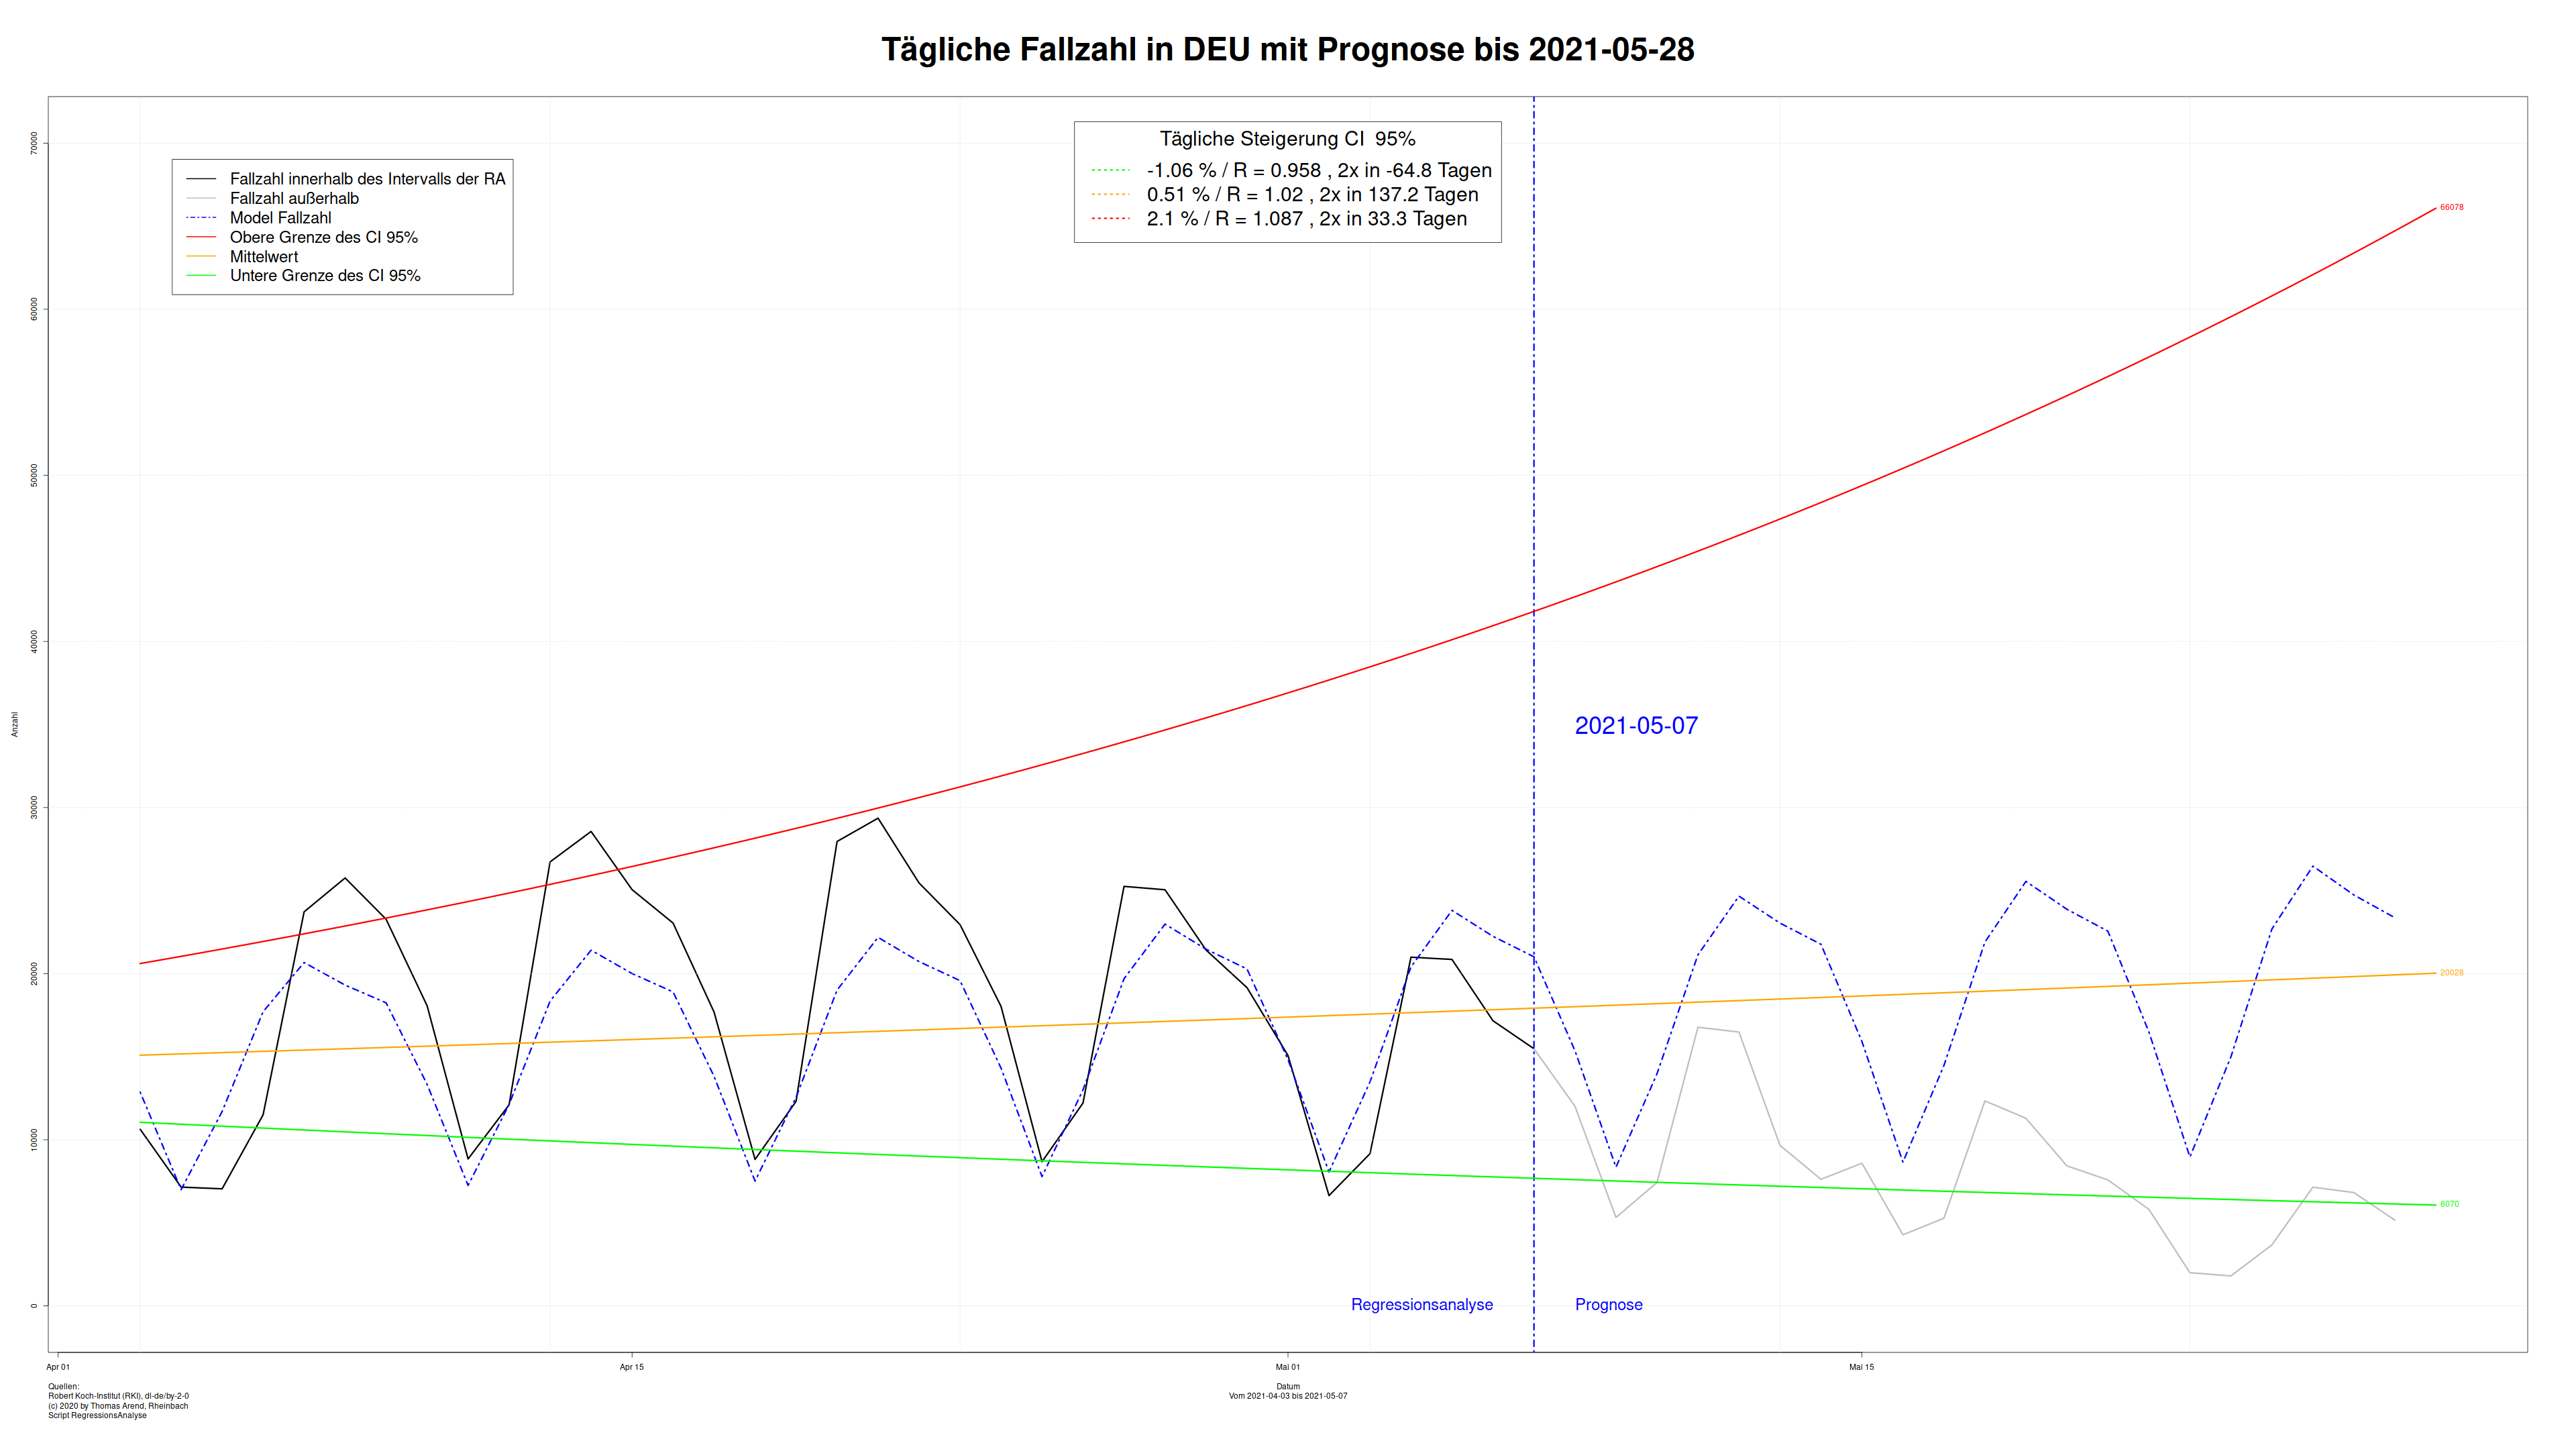 Tägliche Fallzahl in DEU mit Prognose bis 2021-05-28
Fallzahl innerhalb des Intervalls der RA
Fallzahl außerhalb
Model Fallzahl
Obere Grenze des CI 95%
Mittelwert
Untere Grenze des CI 95%
Tägliche Steigerung CI 95%
-1.06 % / R = 0.958 , 2x in -64.8 Tagen
0.51 % / R = 1.02 , 2x in 137.2 Tagen
2.1 % / R = 1.087 , 2x in 33.3 Tagen
70000
60000
50000
40000
30000
20000
10000
0
Anzahl
66078
20028
6070
2021-05-07
Regressionsanalyse
Prognose
Apr 01
Apr 15
Mai 01
Mai 15
Datum
Vom 2021-04-03 bis 2021-05-07
Quellen:
Robert Koch-Institut (RKI), dl-de/by-2-0
(c) 2020 by Thomas Arend, Rheinbach
Script RegressionsAnalyse